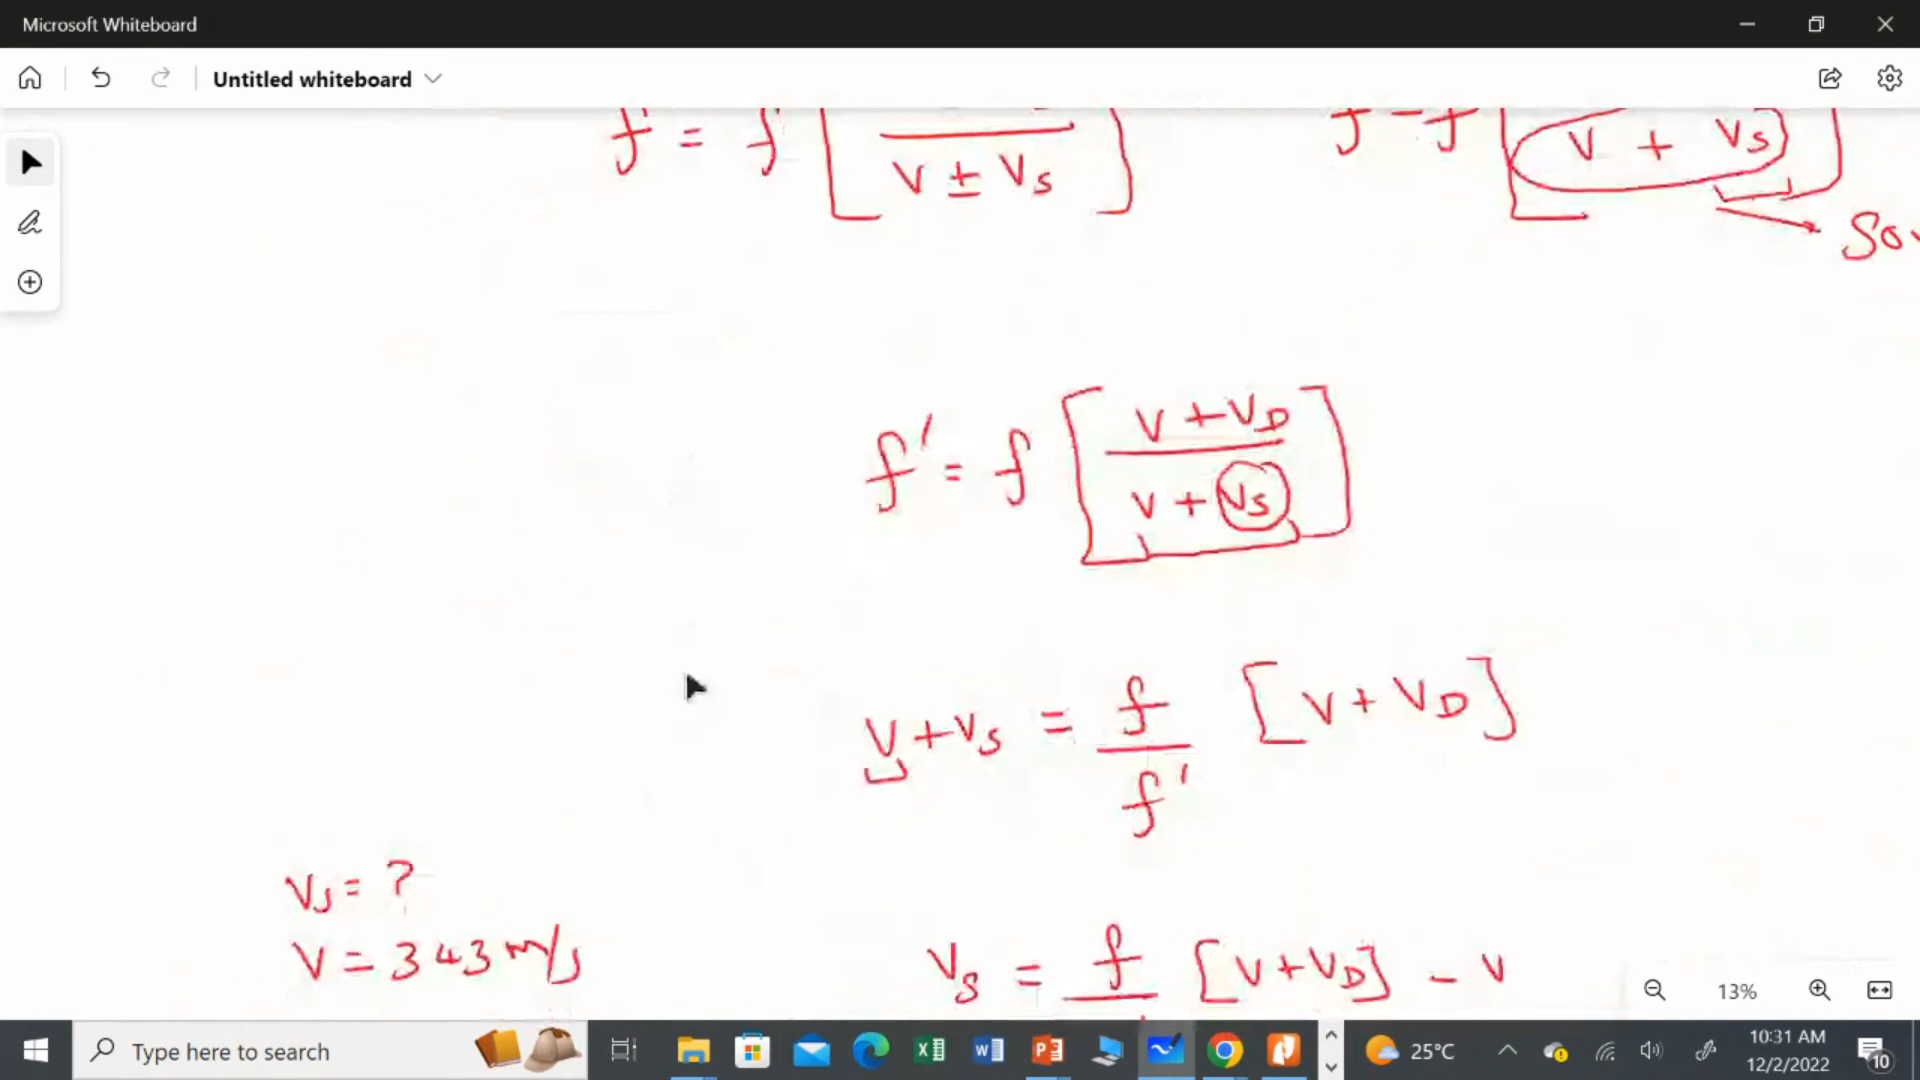 Microsoft Whiteboard
Untitled whiteboard
f = f [ / V ± Vs ]
f = f [ V + Vs ]
So
f' = f [ V + VD / V + Vs ]
V + Vs = f / f' [V + VD]
Vs = ?
V = 343 m/s
Vs = f [V + VD] - V
13%
Type here to search
25°C
10:31 AM
12/2/2022
10